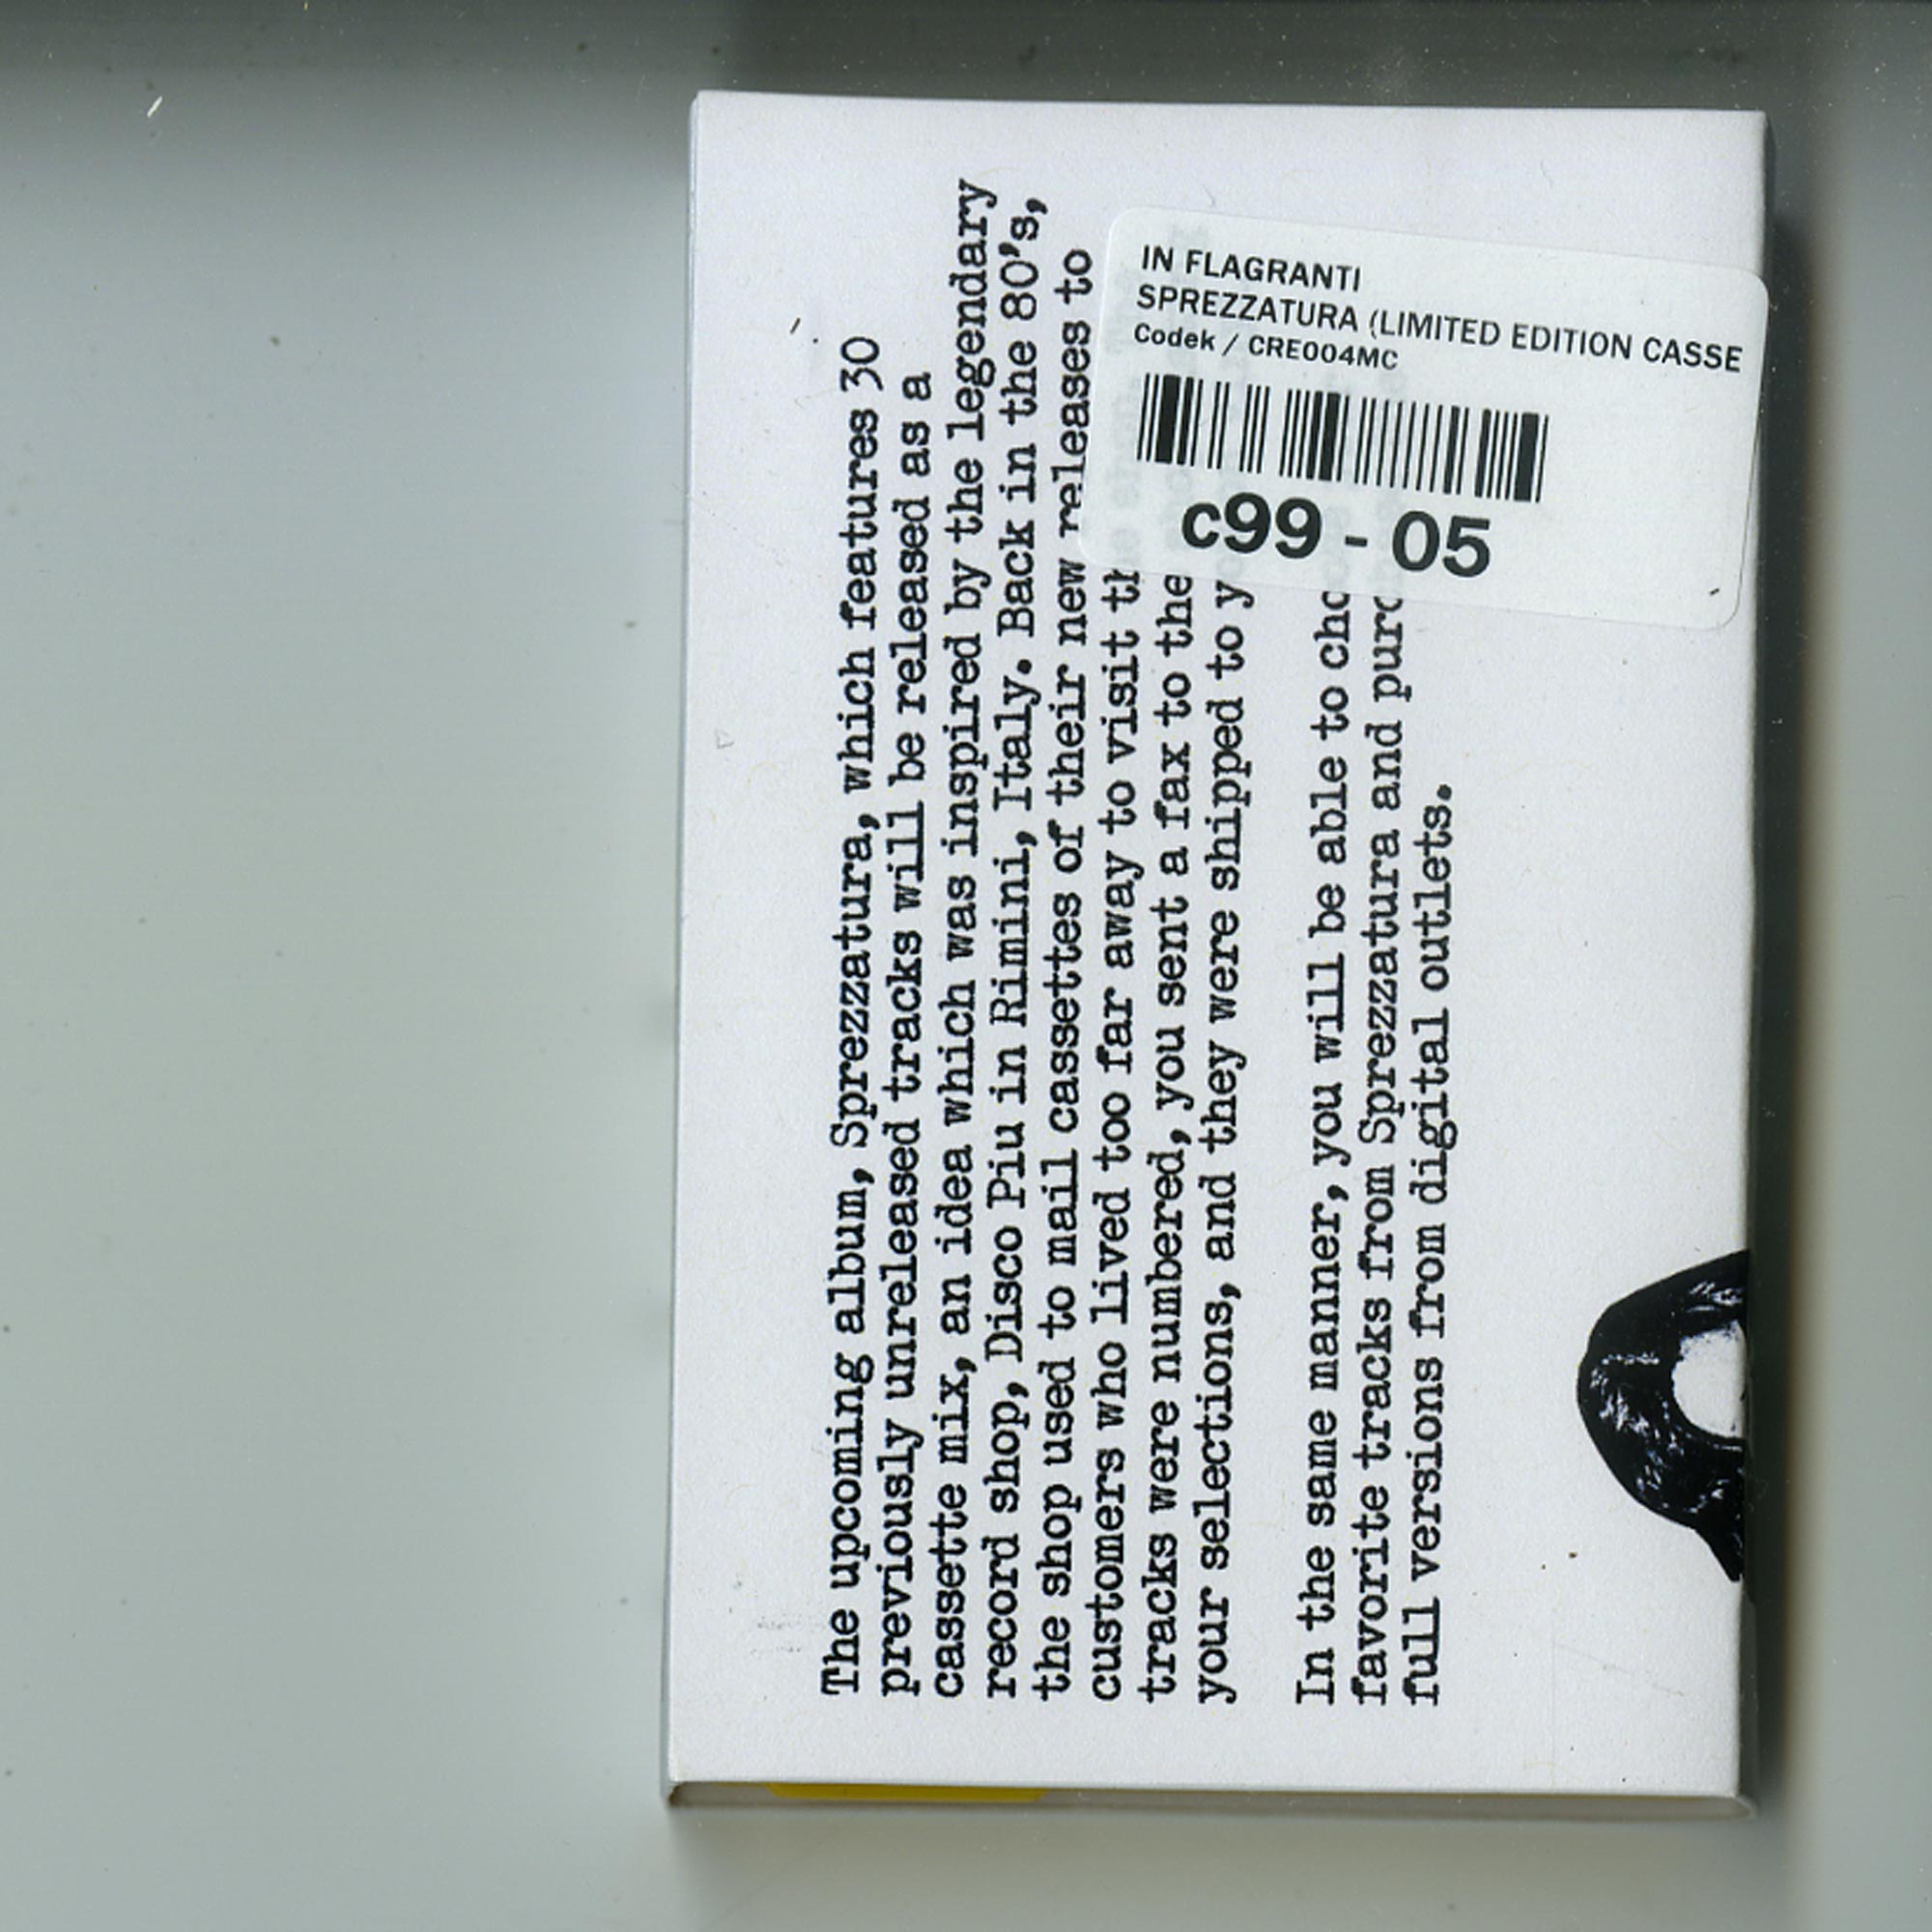 The upcoming album, Sprezzatura, which features 30
previously unreleased tracks will be released as a
cassette mix, an idea which was inspired by the legendary
record shop, Disco Piu in Rimini, Italy. Back in the 80's,
the shop used to mail cassettes of their new releases to
customers who lived too far away to visit
tracks were numbered, you sent a fax to the
your selections, and they were shipped to
In the same manner, you will be able to
favorite tracks from Sprezzatura and
full versions from digital outlets.
IN FLAGRANTI
SPREZZATURA (LIMITED EDITION CASSE
Codek / CRE004MC
c99 - 05